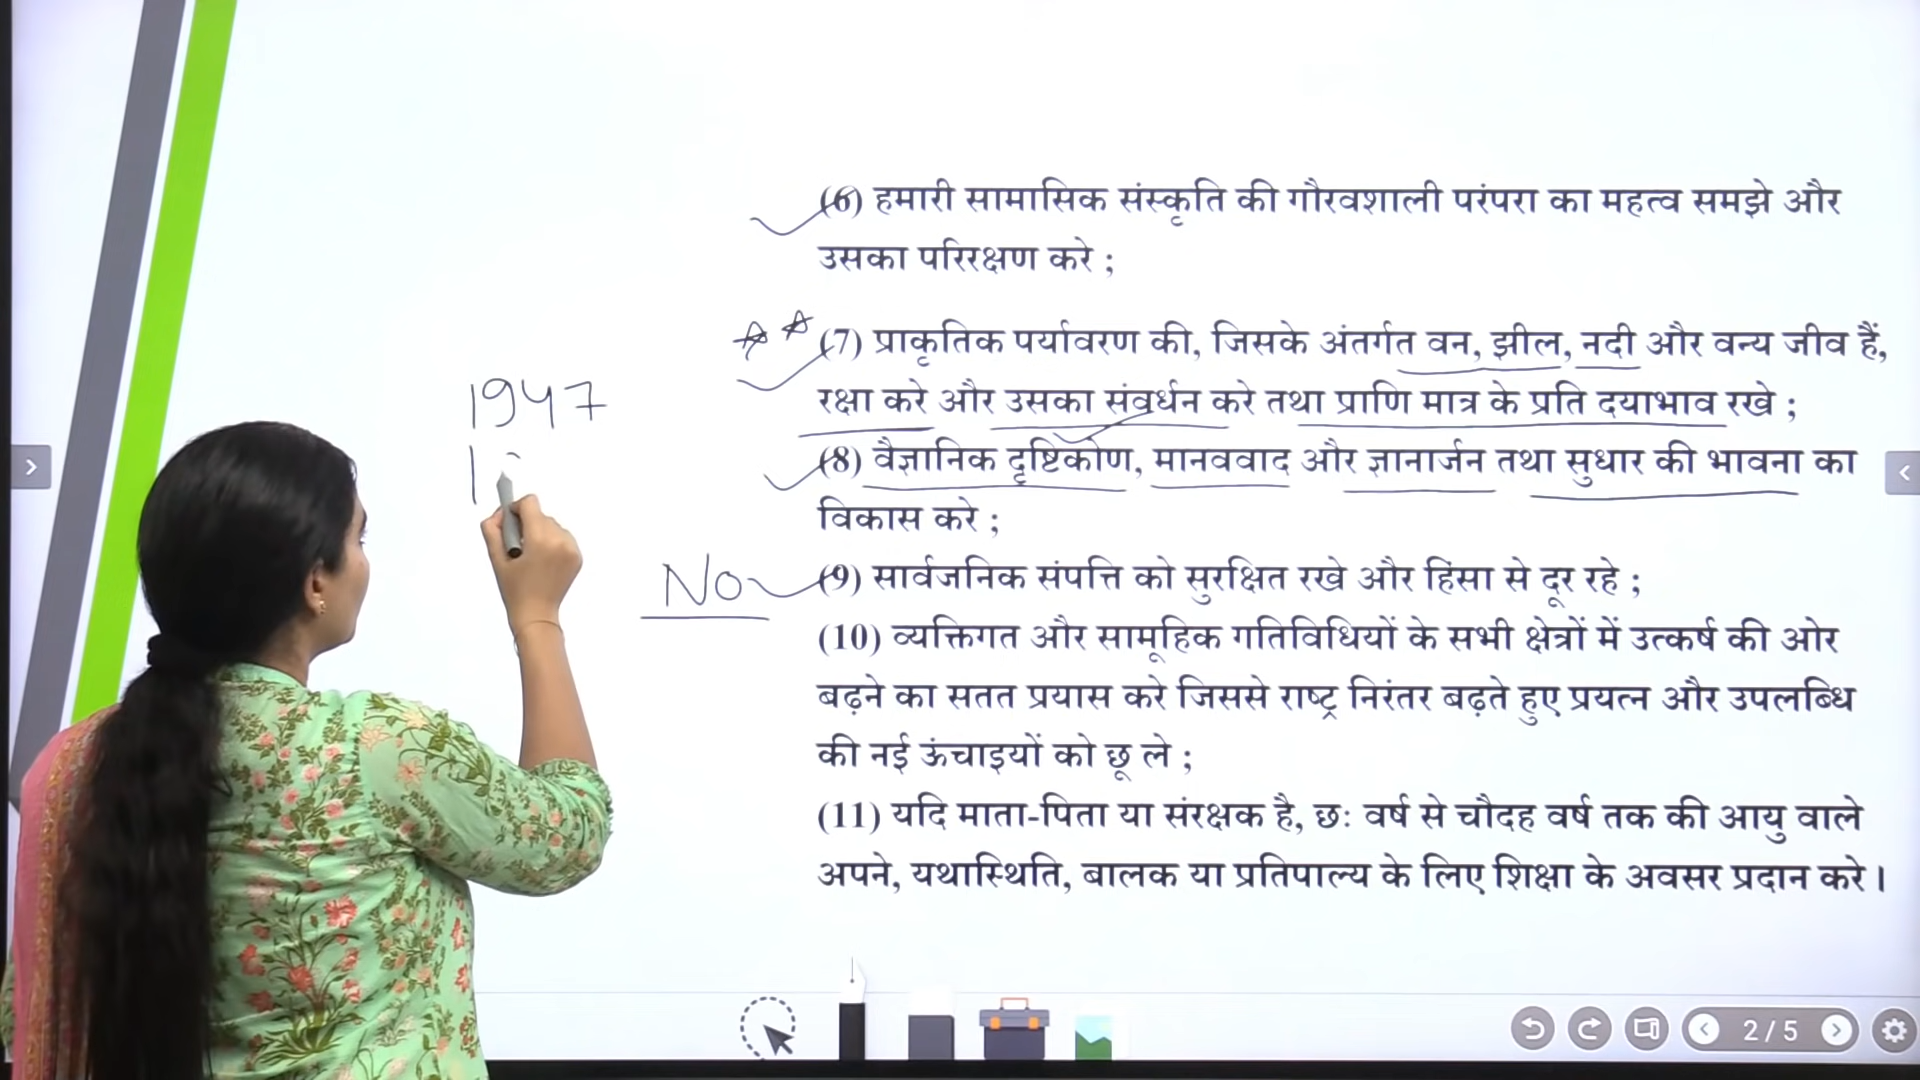 (6) हमारी सामासिक संस्कृति की गौरवशाली परंपरा का महत्व समझे और
उसका परिरक्षण करे ;
(7) प्राकृतिक पर्यावरण की, जिसके अंतर्गत वन, झील, नदी और वन्य जीव हैं,
1947
रक्षा करे और उसका संवर्धन करे तथा प्राणि मात्र के प्रति दयाभाव रखे ;
(8) वैज्ञानिक दृष्टिकोण, मानववाद और ज्ञानार्जन तथा सुधार की भावना का
विकास करे ;
No (9) सार्वजनिक संपत्ति को सुरक्षित रखे और हिंसा से दूर रहे ;
(10) व्यक्तिगत और सामूहिक गतिविधियों के सभी क्षेत्रों में उत्कर्ष की ओर
बढ़ने का सतत प्रयास करे जिससे राष्ट्र निरंतर बढ़ते हुए प्रयत्न और उपलब्धि
की नई ऊंचाइयों को छू ले ;
(11) यदि माता-पिता या संरक्षक है, छः वर्ष से चौदह वर्ष तक की आयु वाले
अपने, यथास्थिति, बालक या प्रतिपाल्य के लिए शिक्षा के अवसर प्रदान करे।
2 / 5